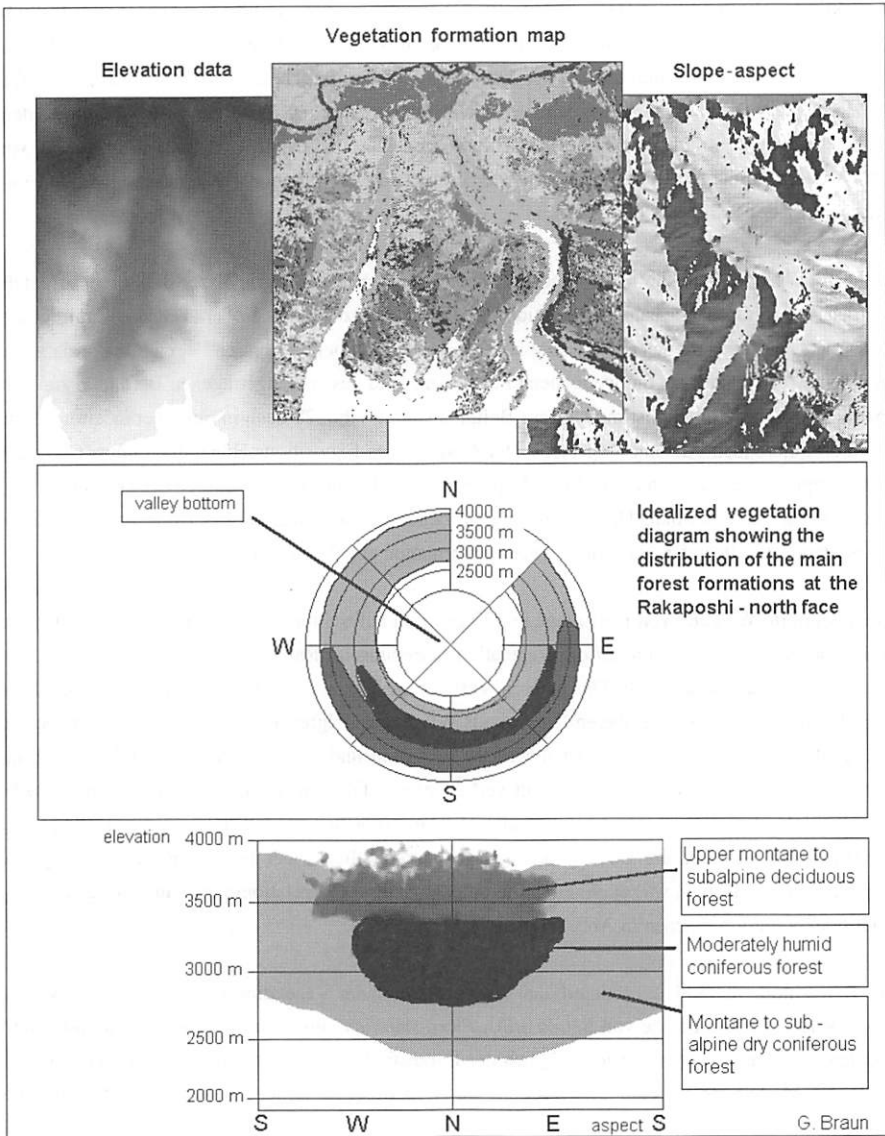 Vegetation formation map
Elevation data
Slope-aspect
valley bottom
N
4000 m
3500 m
3000 m
2500 m
W
E
S
Idealized vegetation
diagram showing the
distribution of the main
forest formations at the
Rakaposhi - north face
elevation
4000 m
3500 m
3000 m
2500 m
2000 m
Upper montane to
subalpine deciduous
forest
Moderately humid
coniferous forest
Montane to sub -
alpine dry coniferous
forest
S W N E aspect S
G. Braun